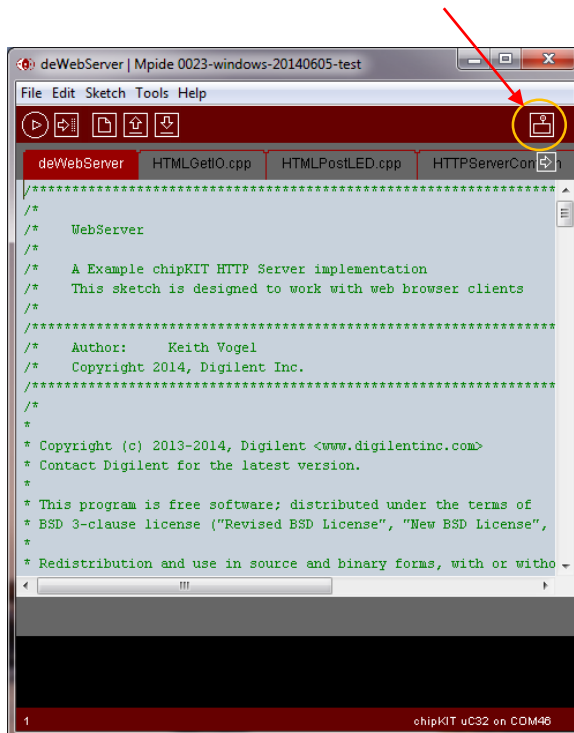 deWebServer | Mpide 0023-windows-20140605-test
File Edit Sketch Tools Help
deWebServer HTMLGetIO.cpp HTMLPostLED.cpp
/****************************************************************
/*
/* WebServer
/*
/* A Example chipKIT HTTP Server implementation
/* This sketch is designed to work with web browser clients
/*
/****************************************************************
/* Author: Keith Vogel
/* Copyright 2014, Digilent Inc.
/****************************************************************
/*
*
* Copyright (c) 2013-2014, Digilent <www.digilentinc.com>
* Contact Digilent for the latest version.
*
* This program is free software; distributed under the terms of
* BSD 3-clause license ("Revised BSD License", "New BSD License",
*
* Redistribution and use in source and binary forms, with or witho
1 chipKIT uC32 on COM46